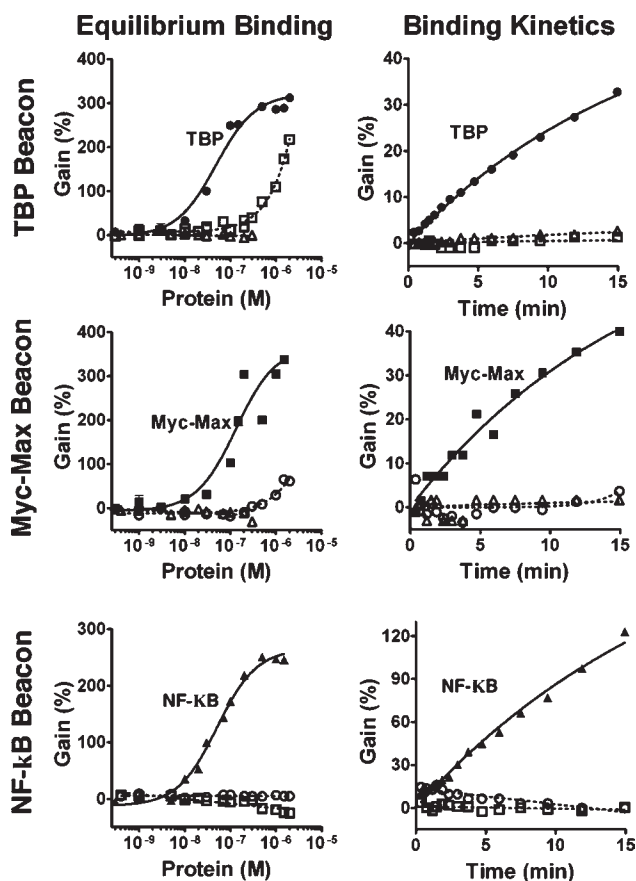 Equilibrium Binding
Binding Kinetics
TBP Beacon
Gain (%)
400
300
200
100
0
TBP
10⁻⁹ 10⁻⁸ 10⁻⁷ 10⁻⁶ 10⁻⁵
Protein (M)
Gain (%)
40
30
20
10
0
TBP
0 5 10 15
Time (min)
Myc-Max Beacon
Gain (%)
400
300
200
100
0
Myc-Max
10⁻⁹ 10⁻⁸ 10⁻⁷ 10⁻⁶ 10⁻⁵
Protein (M)
Gain (%)
40
30
20
10
0
Myc-Max
0 5 10 15
Time (min)
NF-kB Beacon
Gain (%)
300
200
100
0
NF-κB
10⁻⁹ 10⁻⁸ 10⁻⁷ 10⁻⁶ 10⁻⁵
Protein (M)
Gain (%)
120
90
60
30
0
NF-κB
0 5 10 15
Time (min)